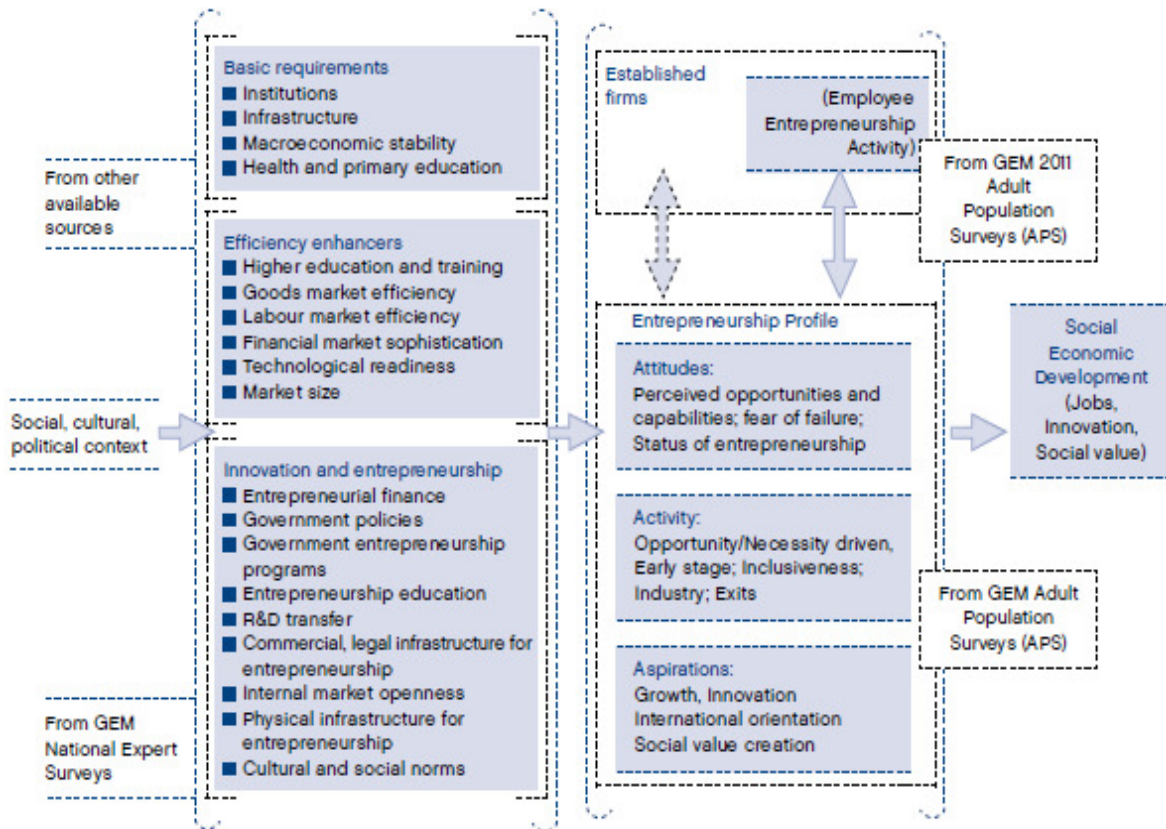 From other
available
sources
Social, cultural,
political context
From GEM
National Expert
Surveys
Basic requirements
Institutions
Infrastructure
Macroeconomic stability
Health and primary education
Efficiency enhancers
Higher education and training
Goods market efficiency
Labour market efficiency
Financial market sophistication
Technological readiness
Market size
Innovation and entrepreneurship
Entrepreneurial finance
Government policies
Government entrepreneurship
programs
Entrepreneurship education
R&D transfer
Commercial, legal infrastructure for
entrepreneurship
Internal market openness
Physical infrastructure for
entrepreneurship
Cultural and social norms
Established
firms
(Employee
Entrepreneurship
Activity)
Entrepreneurship Profile
Attitudes:
Perceived opportunities and
capabilities; fear of failure;
Status of entrepreneurship
Activity:
Opportunity/Necessity driven,
Early stage; Inclusiveness;
Industry; Exits
Aspirations:
Growth, Innovation
International orientation
Social value creation
From GEM 2011
Adult
Population
Surveys (APS)
Social
Economic
Development
(Jobs,
Innovation,
Social value)
From GEM Adult
Population
Surveys (APS)